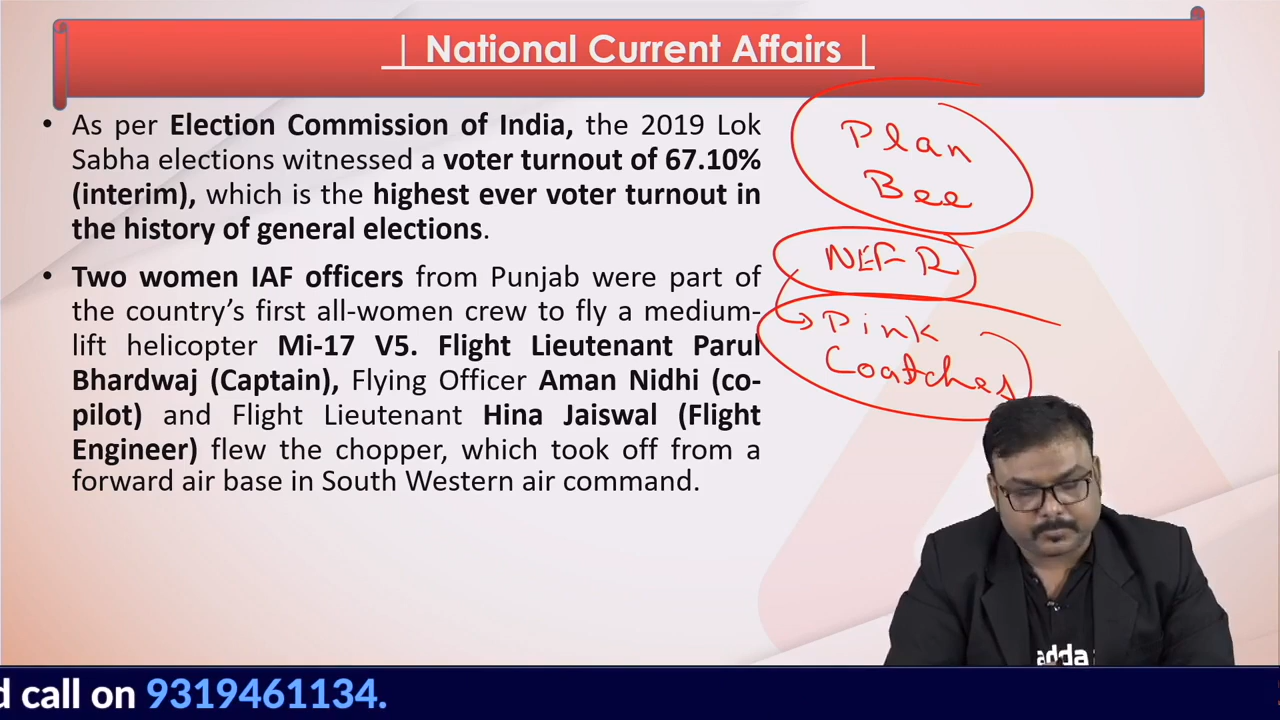 | National Current Affairs |
• As per Election Commission of India, the 2019 Lok
Sabha elections witnessed a voter turnout of 67.10%
(interim), which is the highest ever voter turnout in
the history of general elections.
• Two women IAF officers from Punjab were part of
the country’s first all-women crew to fly a medium-
lift helicopter Mi-17 V5. Flight Lieutenant Parul
Bhardwaj (Captain), Flying Officer Aman Nidhi (co-
pilot) and Flight Lieutenant Hina Jaiswal (Flight
Engineer) flew the chopper, which took off from a
forward air base in South Western air command.
Plan
Bee
NEFR
Pink
Coatches
adda
d call on 9319461134.